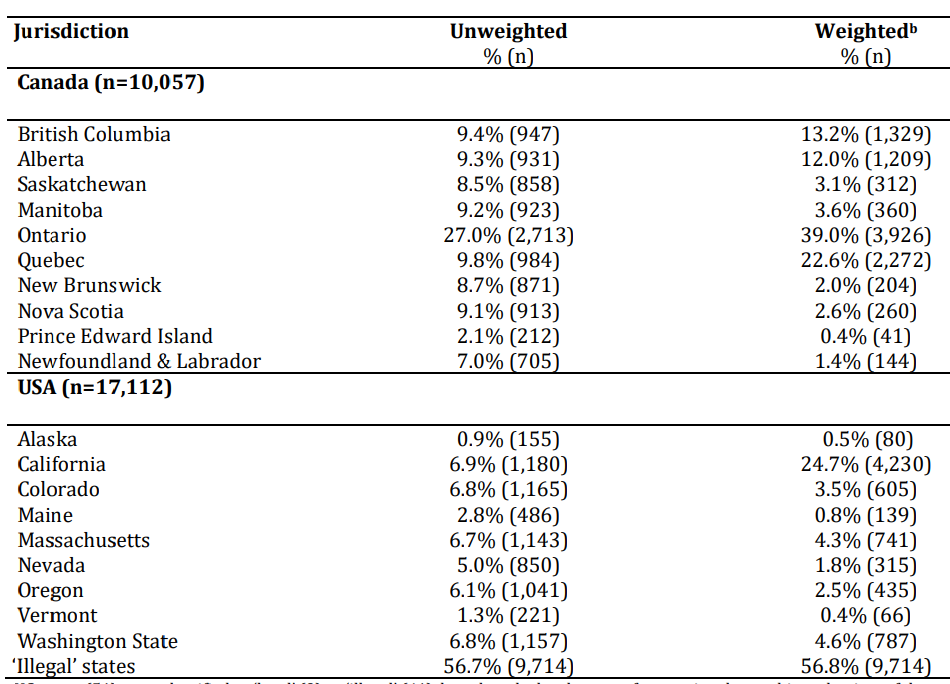 Jurisdiction Unweighted Weightedᵇ
% (n) % (n)
Canada (n=10,057)
British Columbia 9.4% (947) 13.2% (1,329)
Alberta 9.3% (931) 12.0% (1,209)
Saskatchewan 8.5% (858) 3.1% (312)
Manitoba 9.2% (923) 3.6% (360)
Ontario 27.0% (2,713) 39.0% (3,926)
Quebec 9.8% (984) 22.6% (2,272)
New Brunswick 8.7% (871) 2.0% (204)
Nova Scotia 9.1% (913) 2.6% (260)
Prince Edward Island 2.1% (212) 0.4% (41)
Newfoundland & Labrador 7.0% (705) 1.4% (144)
USA (n=17,112)
Alaska 0.9% (155) 0.5% (80)
California 6.9% (1,180) 24.7% (4,230)
Colorado 6.8% (1,165) 3.5% (605)
Maine 2.8% (486) 0.8% (139)
Massachusetts 6.7% (1,143) 4.3% (741)
Nevada 5.0% (850) 1.8% (315)
Oregon 6.1% (1,041) 2.5% (435)
Vermont 1.3% (221) 0.4% (66)
Washington State 6.8% (1,157) 4.6% (787)
‘Illegal’ states 56.7% (9,714) 56.8% (9,714)